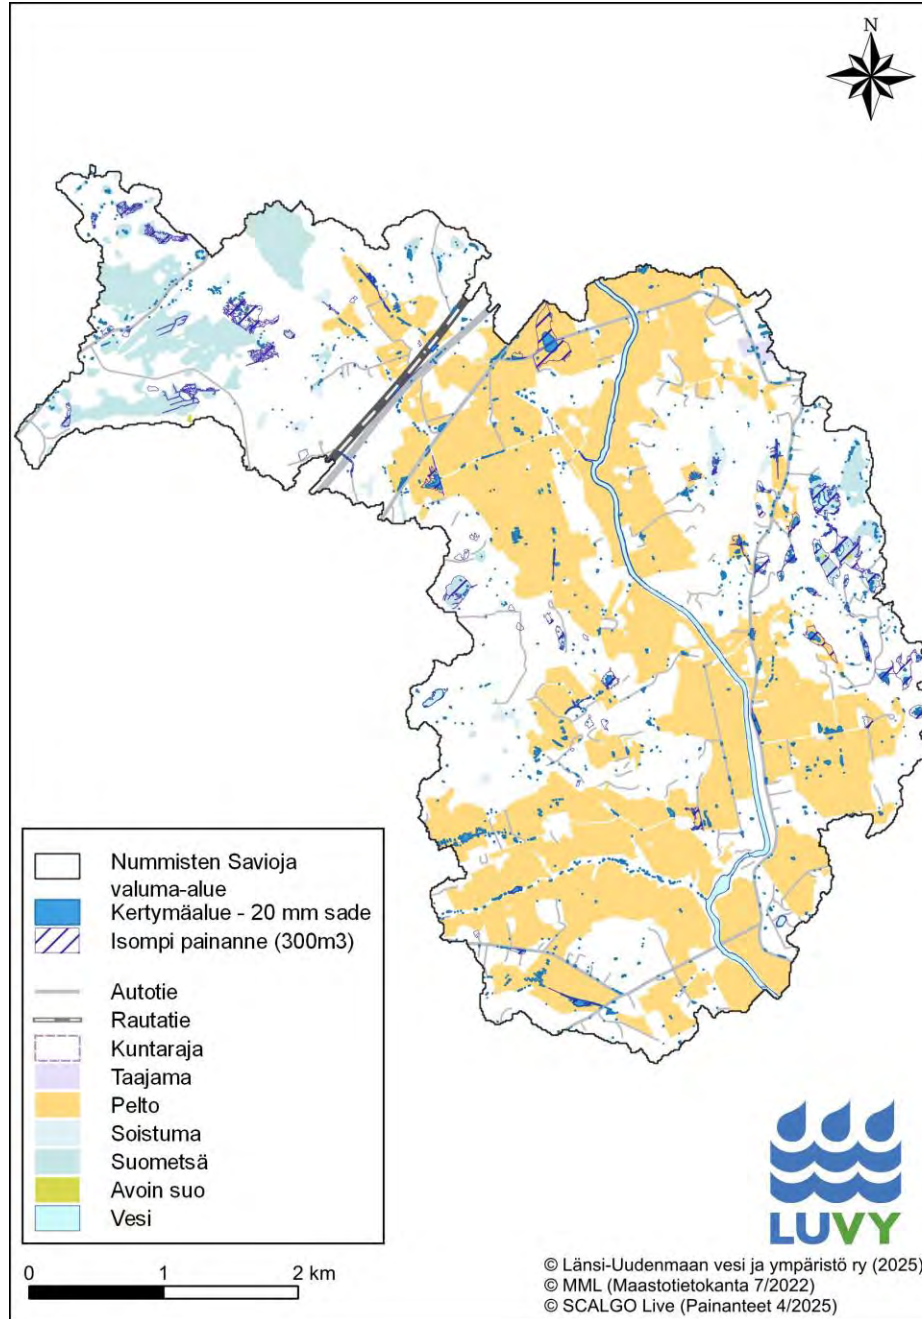 N
Nummisten Savioja
valuma-alue
Kertymäalue - 20 mm sade
Isompi painanne (300m3)
Autotie
Rautatie
Kuntaraja
Taajama
Pelto
Soistuma
Suometsä
Avoin suo
Vesi
0 1 2 km
LUVY
© Länsi-Uudenmaan vesi ja ympäristö ry (2025)
© MML (Maastotietokanta 7/2022)
© SCALGO Live (Painanteet 4/2025)